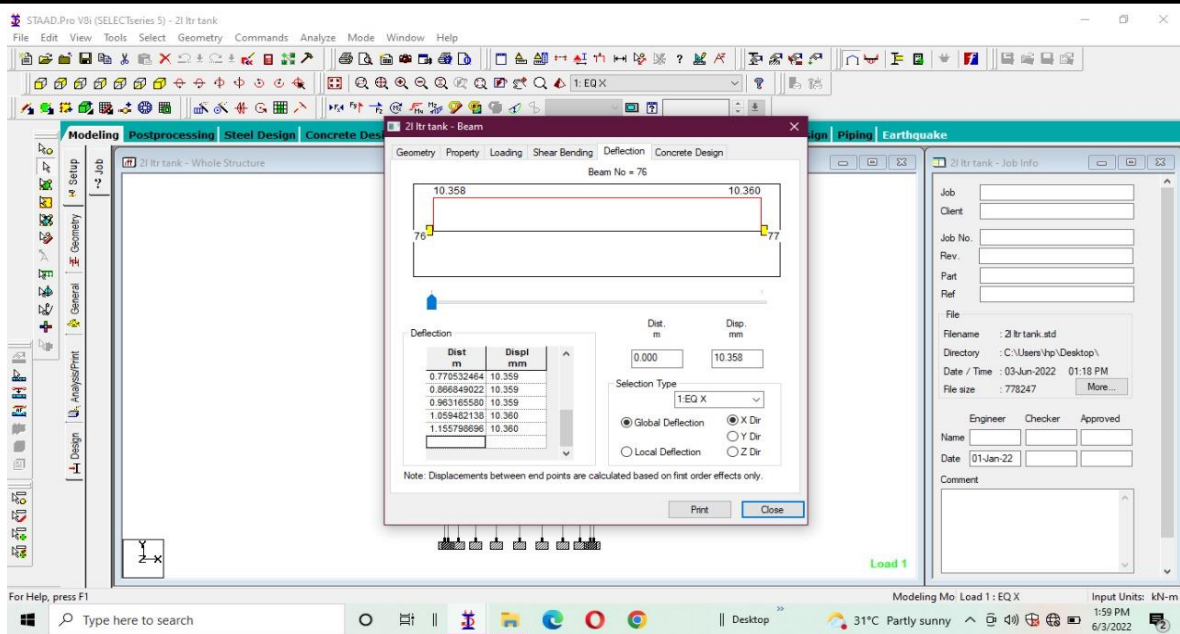 STAAD.Pro V8i (SELECTseries 5) - 2l ltr tank
File Edit View Tools Select Geometry Commands Analyze Mode Window Help
1: EQ X
Modeling Postprocessing Steel Design Concrete Des
ign Piping Earthquake
Job
Setup
Geometry
General
Analysis/Print
Design
2l ltr tank - Whole Structure
2l ltr tank - Beam
Geometry Property Loading Shear Bending Deflection Concrete Design
Beam No = 76
10.358 10.360
76 77
Deflection
Dist Displ
m mm
0.770532464 10.359
0.866849022 10.359
0.963165580 10.359
1.059482138 10.360
1.155798696 10.360
Dist. Disp.
m mm
0.000 10.358
Selection Type
1:EQ X
Global Deflection
Local Deflection
X Dir
Y Dir
Z Dir
Note: Displacements between end points are calculated based on first order effects only.
Print Close
Y
Z X
Load 1
2l ltr tank - Job Info
Job
Client
Job No.
Rev.
Part
Ref
File
Filename : 2l ltr tank.std
Directory : C:\Users\hp\Desktop\
Date / Time : 03-Jun-2022 01:18 PM
File size : 778247 More...
Engineer Checker Approved
Name
Date 01-Jan-22
Comment
For Help, press F1
Modeling Mo Load 1 : EQ X Input Units: kN-m
Type here to search
Desktop
31°C Partly sunny
1:59 PM
6/3/2022
2